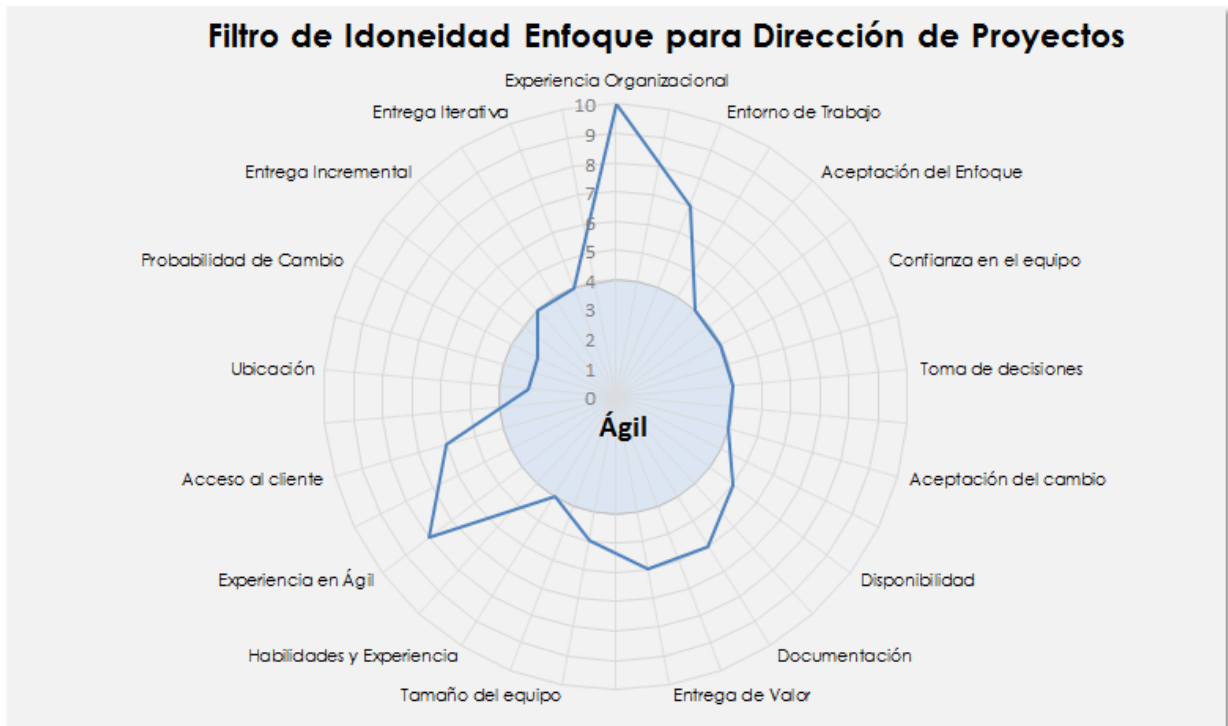 Filtro de Idoneidad Enfoque para Dirección de Proyectos
Experiencia Organizacional
Entrega Iterativa
Entorno de Trabajo
Entrega Incremental
Aceptación del Enfoque
Probabilidad de Cambio
Confianza en el equipo
Ubicación
Toma de decisiones
Acceso al cliente
Aceptación del cambio
Experiencia en Ágil
Disponibilidad
Habilidades y Experiencia
Documentación
Tamaño del equipo
Entrega de Valor
10
9
8
7
6
5
4
3
2
1
0
Ágil